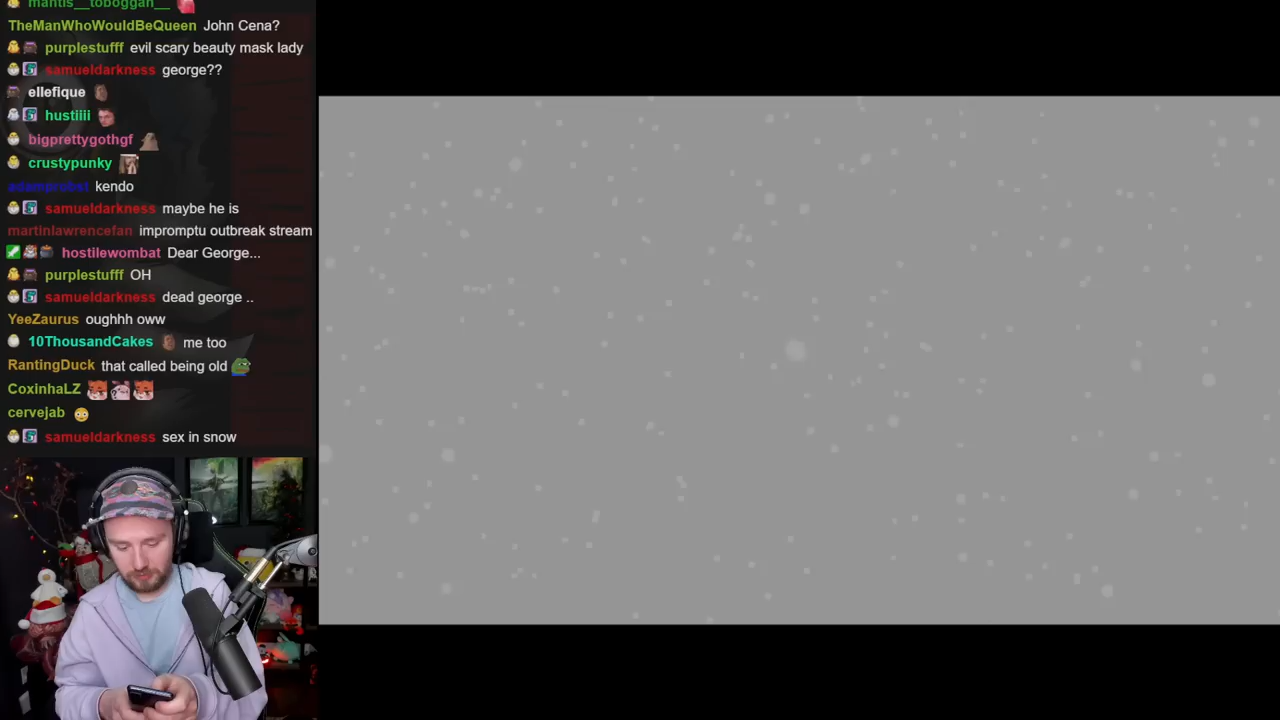 mantis__toboggan__
TheManWhoWouldBeQueen John Cena?
purplestufff evil scary beauty mask lady
samueldarkness george??
ellefique
hustiiii
bigprettygothgf
crustypunky
adamprobst kendo
samueldarkness maybe he is
martinlawrencefan impromptu outbreak stream
hostilewombat Dear George...
purplestufff OH
samueldarkness dead george ..
YeeZaurus oughhh oww
10ThousandCakes me too
RantingDuck that called being old
CoxinhaLZ
cervejab
samueldarkness sex in snow